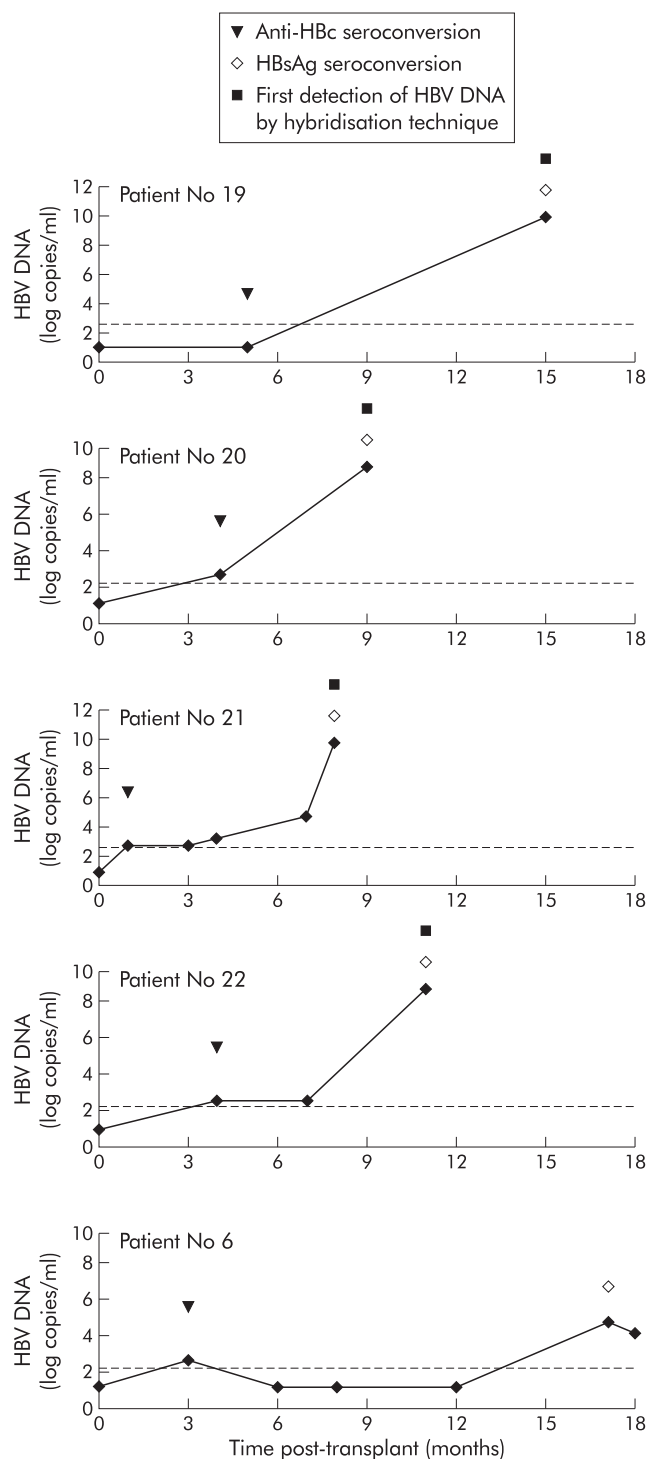 Anti-HBc seroconversion
HBsAg seroconversion
First detection of HBV DNA
by hybridisation technique
Patient No 19
HBV DNA
(log copies/ml)
12
10
8
6
4
2
0
0 3 6 9 12 15 18
Patient No 20
HBV DNA
(log copies/ml)
10
8
6
4
2
0
0 3 6 9 12 15 18
Patient No 21
HBV DNA
(log copies/ml)
12
10
8
6
4
2
0
0 3 6 9 12 15 18
Patient No 22
HBV DNA
(log copies/ml)
10
8
6
4
2
0
0 3 6 9 12 15 18
Patient No 6
HBV DNA
(log copies/ml)
10
8
6
4
2
0
0 3 6 9 12 15 18
Time post-transplant (months)